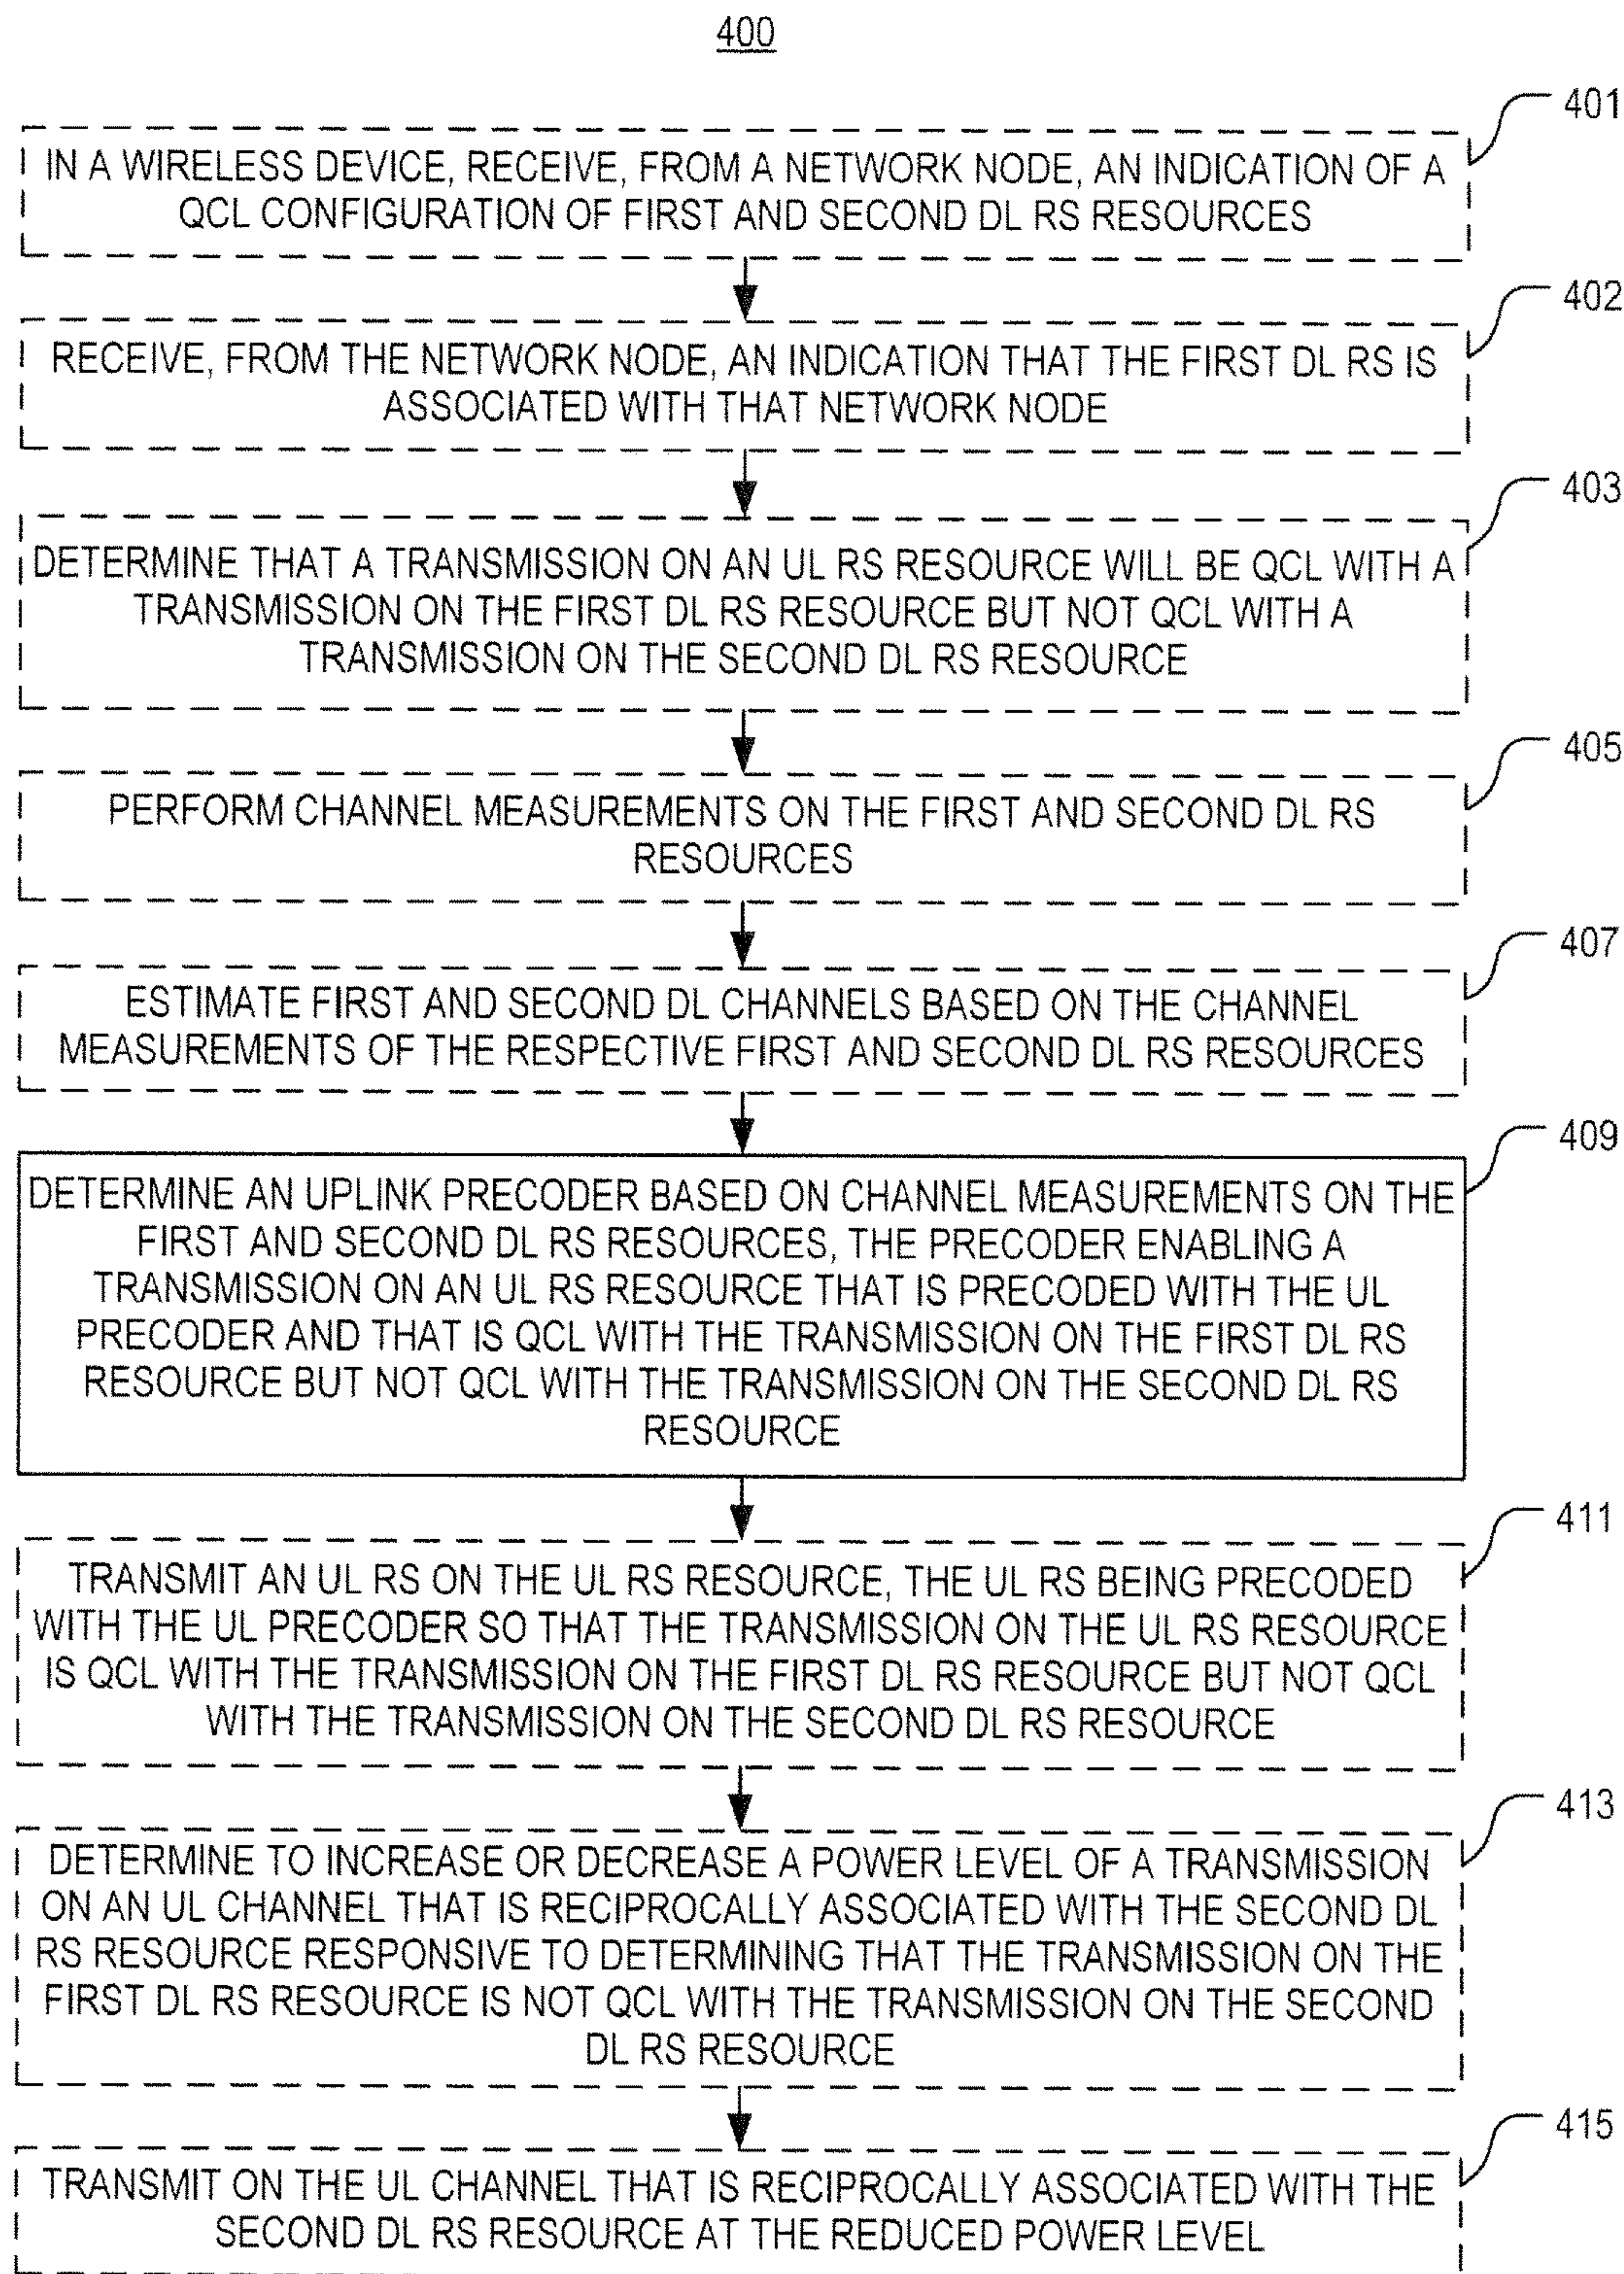 400
401
IN A WIRELESS DEVICE, RECEIVE, FROM A NETWORK NODE, AN INDICATION OF A
QCL CONFIGURATION OF FIRST AND SECOND DL RS RESOURCES
402
RECEIVE, FROM THE NETWORK NODE, AN INDICATION THAT THE FIRST DL RS IS
ASSOCIATED WITH THAT NETWORK NODE
403
DETERMINE THAT A TRANSMISSION ON AN UL RS RESOURCE WILL BE QCL WITH A
TRANSMISSION ON THE FIRST DL RS RESOURCE BUT NOT QCL WITH A
TRANSMISSION ON THE SECOND DL RS RESOURCE
405
PERFORM CHANNEL MEASUREMENTS ON THE FIRST AND SECOND DL RS
RESOURCES
407
ESTIMATE FIRST AND SECOND DL CHANNELS BASED ON THE CHANNEL
MEASUREMENTS OF THE RESPECTIVE FIRST AND SECOND DL RS RESOURCES
409
DETERMINE AN UPLINK PRECODER BASED ON CHANNEL MEASUREMENTS ON THE
FIRST AND SECOND DL RS RESOURCES, THE PRECODER ENABLING A
TRANSMISSION ON AN UL RS RESOURCE THAT IS PRECODED WITH THE UL
PRECODER AND THAT IS QCL WITH THE TRANSMISSION ON THE FIRST DL RS
RESOURCE BUT NOT QCL WITH THE TRANSMISSION ON THE SECOND DL RS
RESOURCE
411
TRANSMIT AN UL RS ON THE UL RS RESOURCE, THE UL RS BEING PRECODED
WITH THE UL PRECODER SO THAT THE TRANSMISSION ON THE UL RS RESOURCE
IS QCL WITH THE TRANSMISSION ON THE FIRST DL RS RESOURCE BUT NOT QCL
WITH THE TRANSMISSION ON THE SECOND DL RS RESOURCE
413
DETERMINE TO INCREASE OR DECREASE A POWER LEVEL OF A TRANSMISSION
ON AN UL CHANNEL THAT IS RECIPROCALLY ASSOCIATED WITH THE SECOND DL
RS RESOURCE RESPONSIVE TO DETERMINING THAT THE TRANSMISSION ON THE
FIRST DL RS RESOURCE IS NOT QCL WITH THE TRANSMISSION ON THE SECOND
DL RS RESOURCE
415
TRANSMIT ON THE UL CHANNEL THAT IS RECIPROCALLY ASSOCIATED WITH THE
SECOND DL RS RESOURCE AT THE REDUCED POWER LEVEL